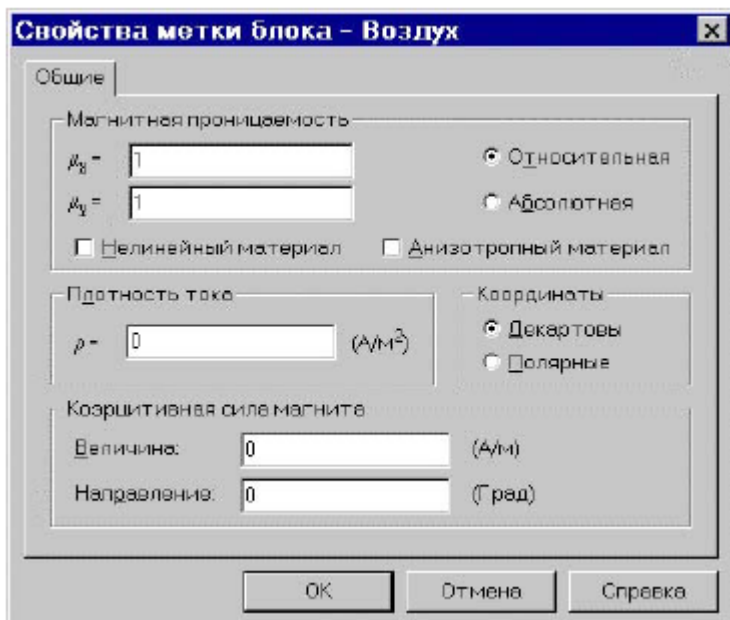 Свойства метки блока - Воздух
Общие
Магнитная проницаемость
μx = 1
Относительная
μy = 1
Абсолютная
Нелинейный материал
Анизотропный материал
Плотность тока
Координаты
ρ = 0 (А/м²)
Декартовы
Полярные
Коэрцитивная сила магнита
Величина: 0 (А/м)
Направление: 0 (Град)
OK Отмена Справка